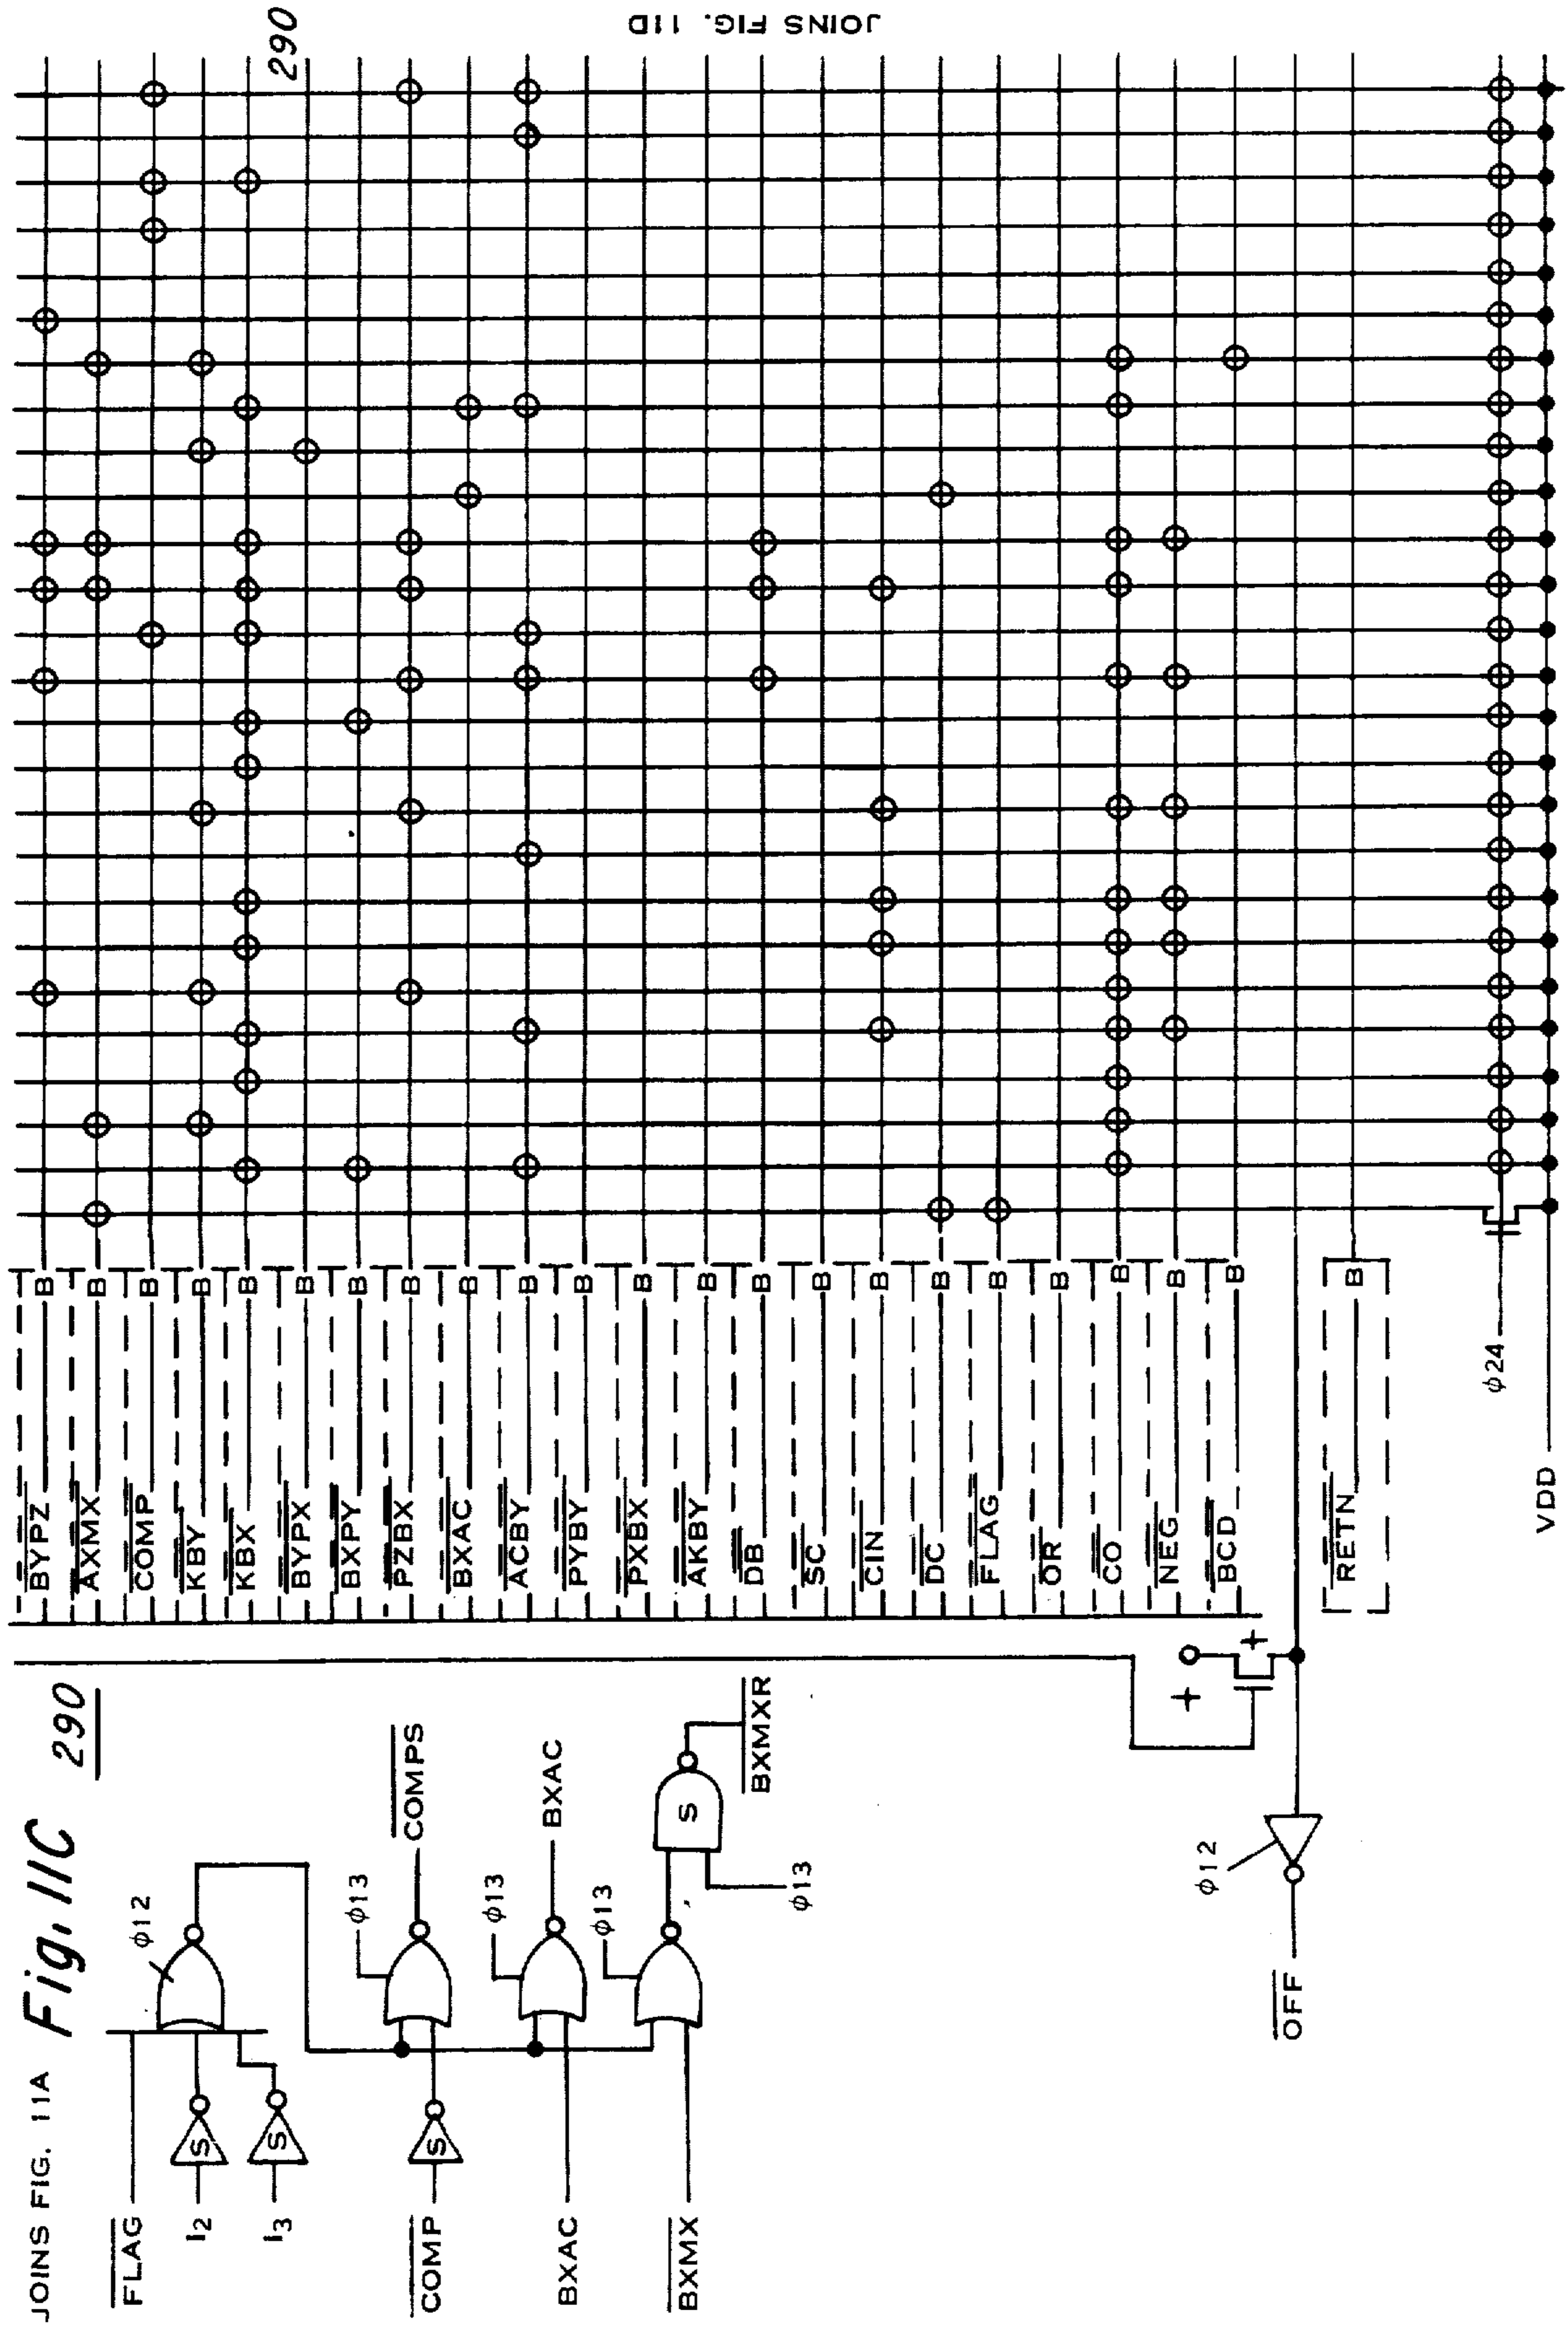 JOINS FIG. 11D
290
JOINS FIG. 11A
Fig. 11C
290
FLAG
I2
I3
S
S
φ12
COMP
S
φ13
COMPS
BXAC
φ13
BXAC
BXMX
φ13
S
φ13
BXMXR
BYPZ B
AXMX B
COMP B
KBY B
KBX B
BYPX B
BXPY B
PZBX B
BXAC B
ACBY B
PYBY B
PXBX B
AKBY B
DB B
SC B
CIN B
DC B
FLAG B
OR B
CO B
NEG B
BCD B
RETN B
+
+
φ12
OFF
φ24
VDD